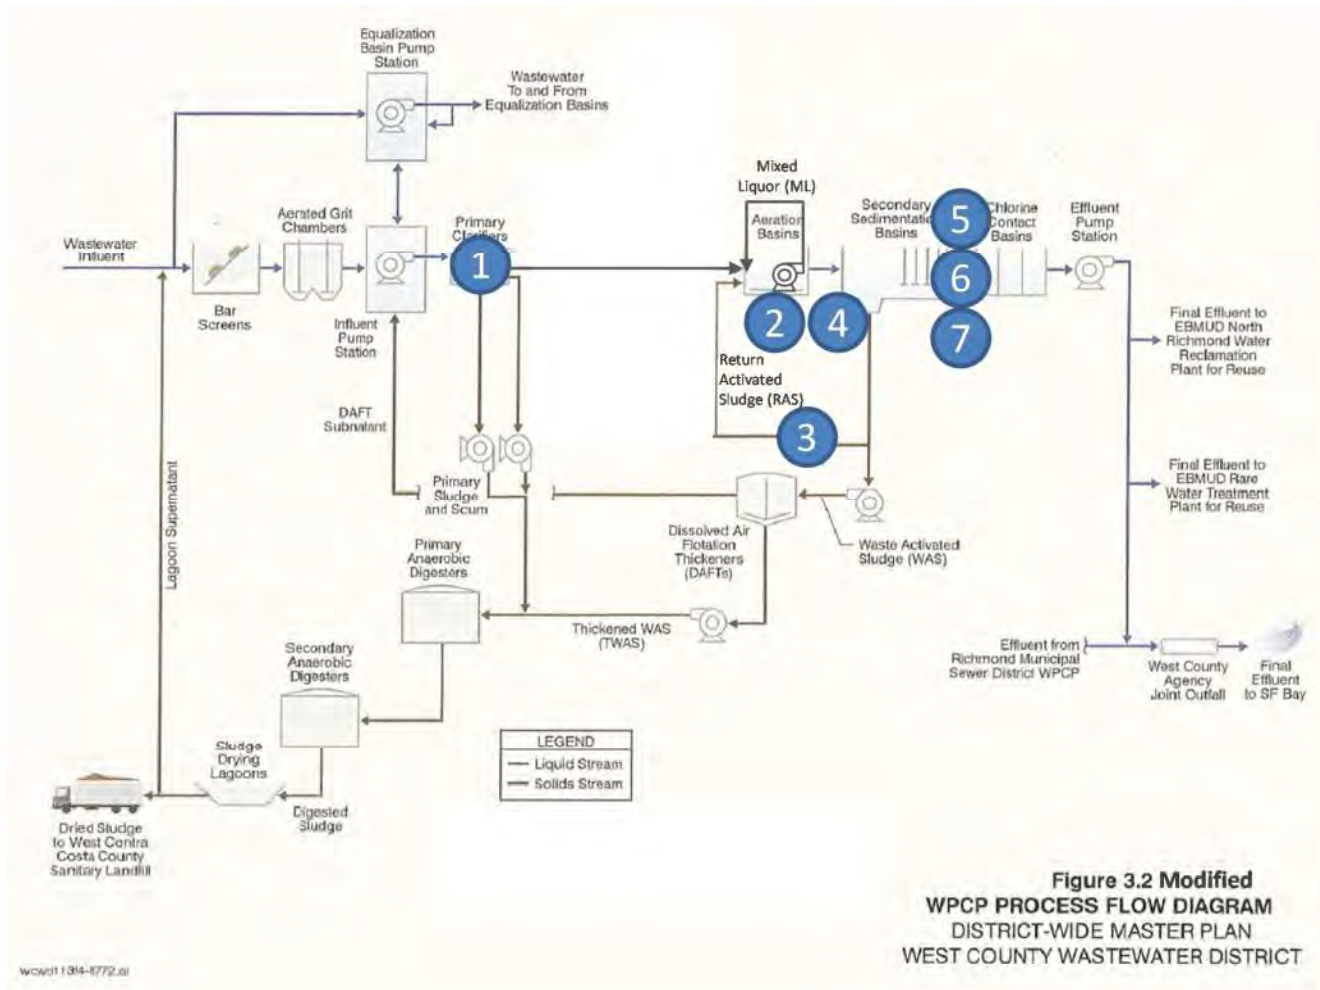 Equalization
Basin Pump
Station
Wastewater
To and From
Equalization Basins
Mixed
Liquor (ML)
Aeration
Basins
Secondary
Basins
5
Contact
Basins
Effluent
Pump
Station
Aerated Grit
Chambers
Primary
Wastewater
Influent
1
6
Bar
Screens
Influent
Pump
Station
2
4
7
Final Effluent to
EBMUD North
Richmond Water
Reclamation
Plant for Reuse
Return
Activated
Sludge (RAS)
3
DAFT
Subnatant
Lagoon Supernatant
Primary
Sludge
and Scum
Final Effluent to
EBMUD Rare
Water Treatment
Plant for Reuse
Dissolved Air
Flotation
Thickeners
(DAFTs)
Waste Activated
Sludge (WAS)
Primary
Anaerobic
Digesters
Thickened WAS
(TWAS)
Secondary
Anaerobic
Digesters
Effluent from
Richmond Municipal
Sewer District WPCP
West County
Agency
Joint Outfall
Final
Effluent
to SF Bay
LEGEND
Liquid Stream
Solids Stream
Sludge
Drying
Lagoons
Digested
Sludge
Dried Sludge
to West Contra
Costa County
Sanitary Landfill
Figure 3.2 Modified
WPCP PROCESS FLOW DIAGRAM
DISTRICT-WIDE MASTER PLAN
WEST COUNTY WASTEWATER DISTRICT